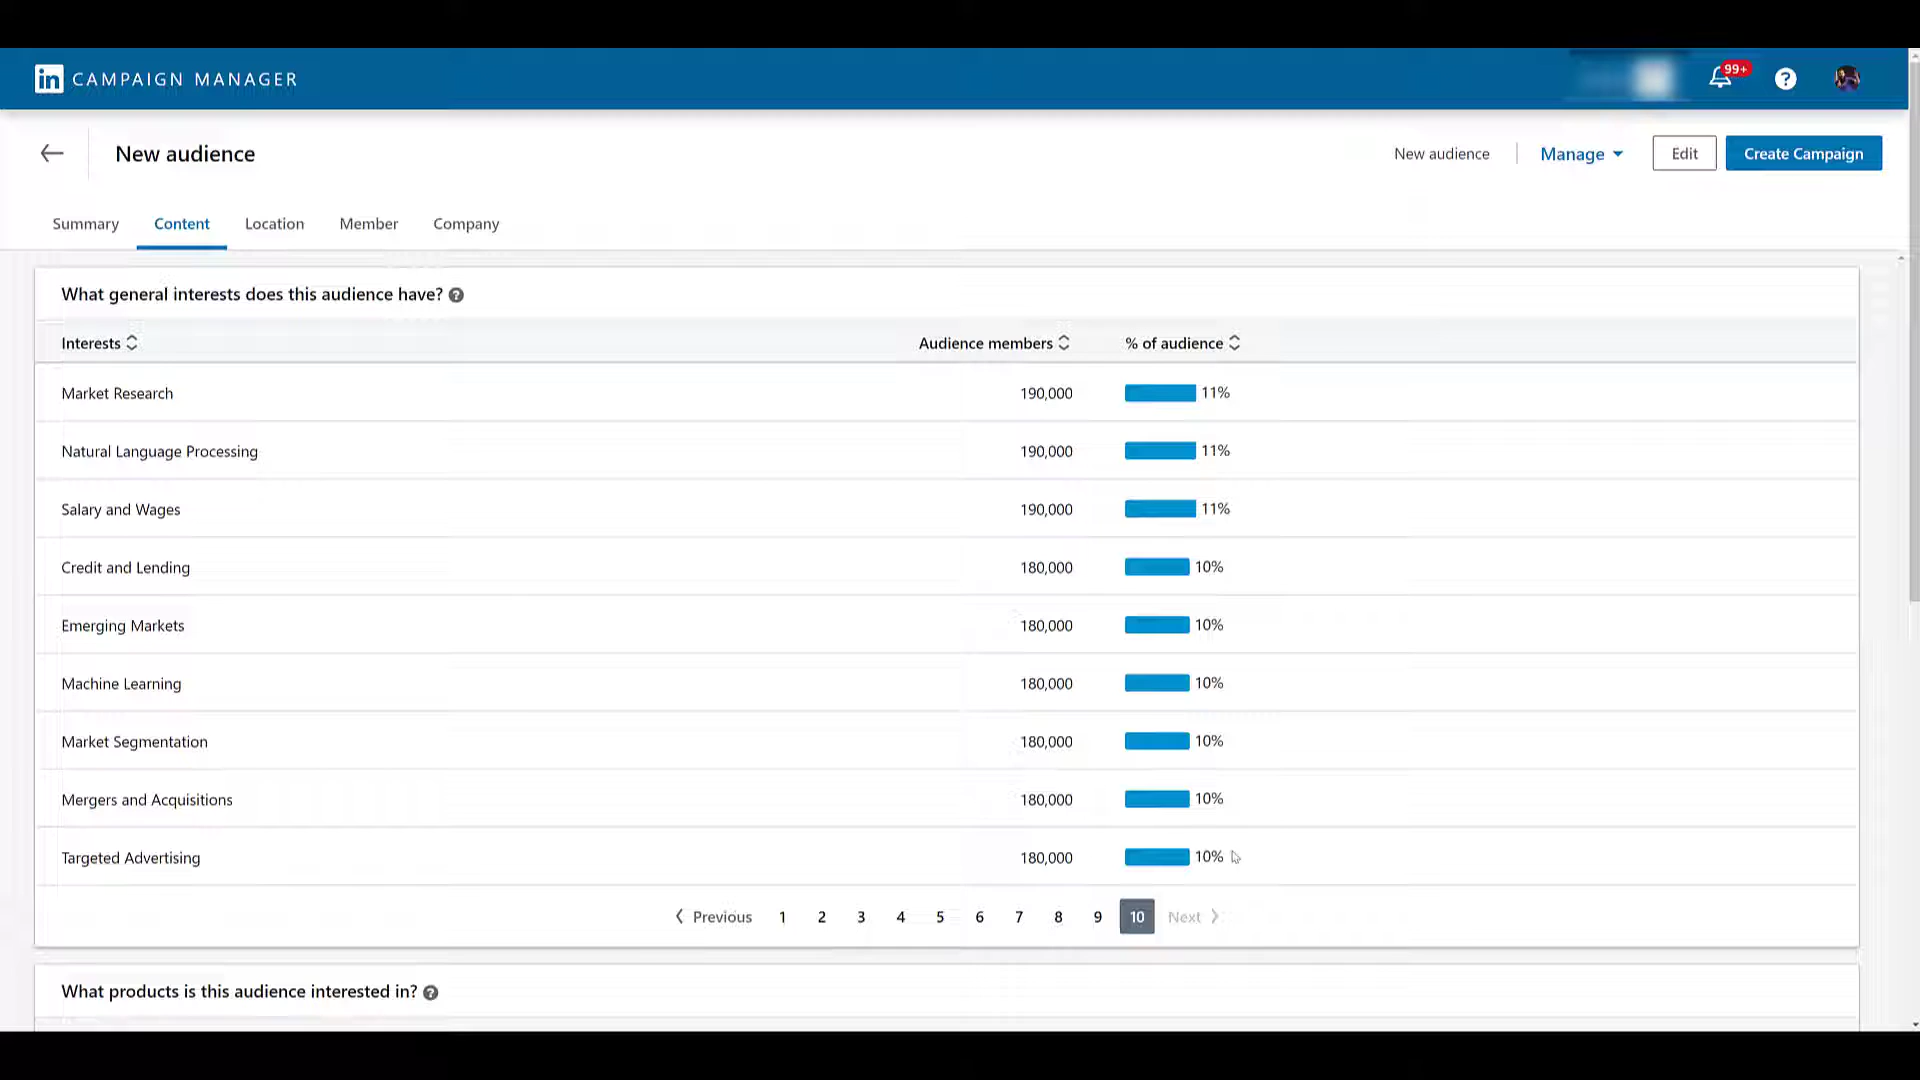 in CAMPAIGN MANAGER
99+
?
New audience
New audience
Manage
Edit
Create Campaign
Summary Content Location Member Company
What general interests does this audience have? ?
Interests Audience members % of audience
Market Research 190,000 11%
Natural Language Processing 190,000 11%
Salary and Wages 190,000 11%
Credit and Lending 180,000 10%
Emerging Markets 180,000 10%
Machine Learning 180,000 10%
Market Segmentation 180,000 10%
Mergers and Acquisitions 180,000 10%
Targeted Advertising 180,000 10%
Previous 1 2 3 4 5 6 7 8 9 10 Next
What products is this audience interested in? ?